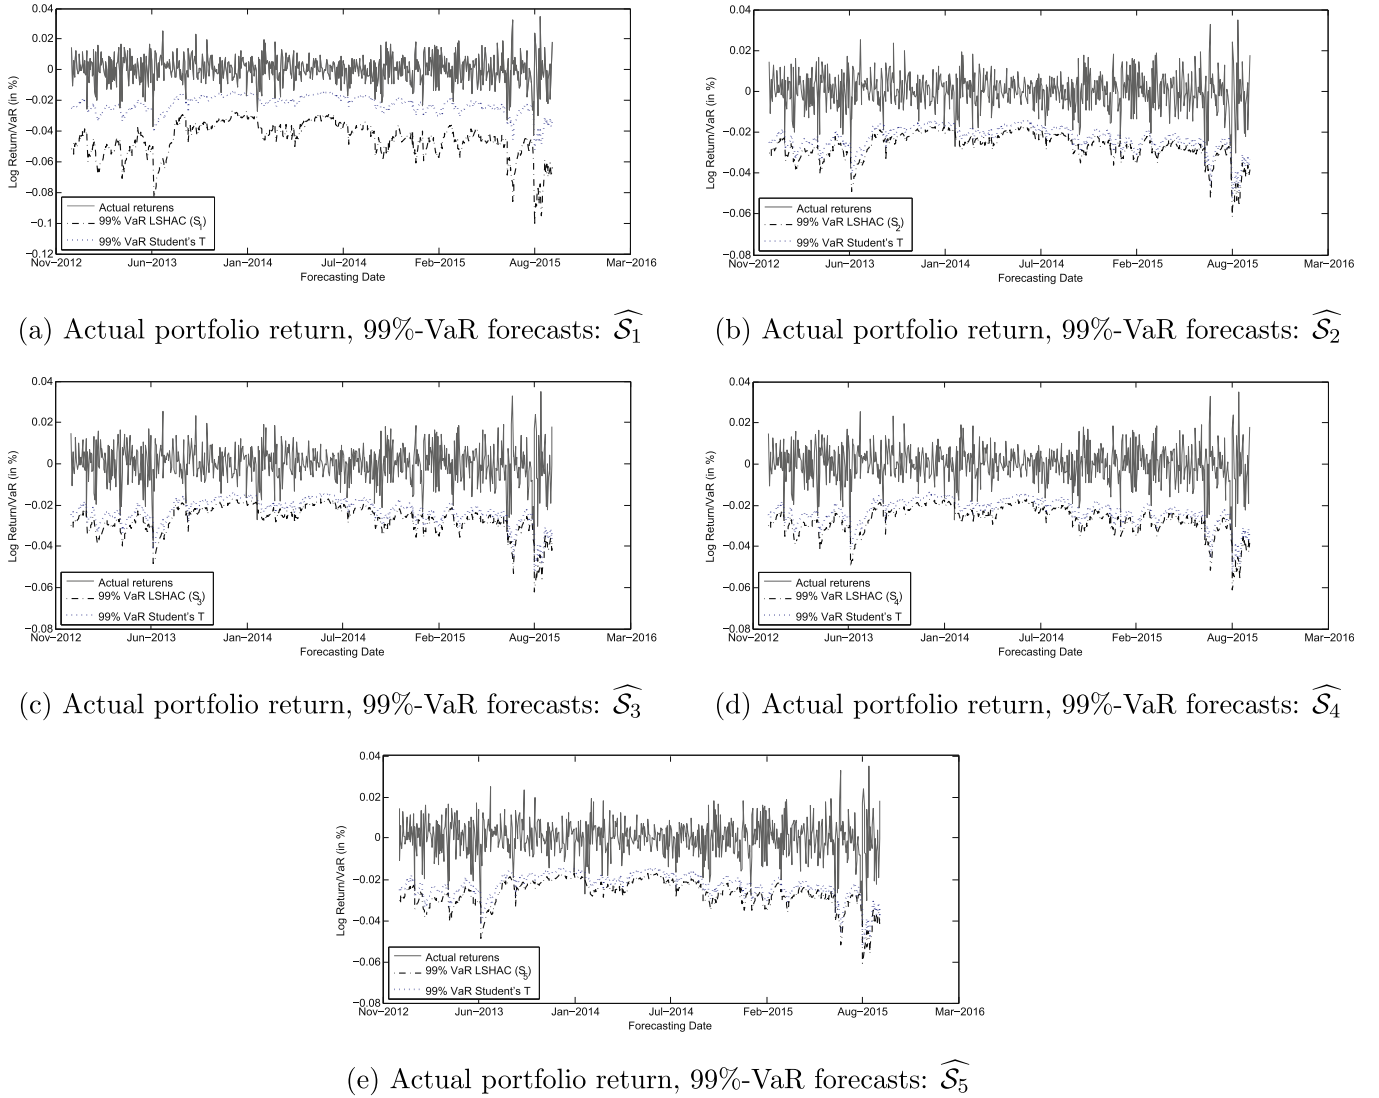 0.04
0.02
0
−0.02
−0.04
−0.06
−0.08
−0.1
−0.12
Log Return/VaR (in %)
Actual returens
99% VaR LSHAC (S1)
99% VaR Student's T
Nov−2012 Jun−2013 Jan−2014 Jul−2014 Feb−2015 Aug−2015 Mar−2016
Forecasting Date
(a) Actual portfolio return, 99%-VaR forecasts: Ŝ1
0.04
0.02
0
−0.02
−0.04
−0.06
−0.08
Log Return/VaR (in %)
Actual returens
99% VaR LSHAC (S2)
99% VaR Student's T
Nov−2012 Jun−2013 Jan−2014 Jul−2014 Feb−2015 Aug−2015 Mar−2016
Forecasting Date
(b) Actual portfolio return, 99%-VaR forecasts: Ŝ2
0.04
0.02
0
−0.02
−0.04
−0.06
−0.08
Log Return/VaR (in %)
Actual returens
99% VaR LSHAC (S3)
99% VaR Student's T
Nov−2012 Jun−2013 Jan−2014 Jul−2014 Feb−2015 Aug−2015 Mar−2016
Forecasting Date
(c) Actual portfolio return, 99%-VaR forecasts: Ŝ3
0.04
0.02
0
−0.02
−0.04
−0.06
−0.08
Log Return/VaR (in %)
Actual returens
99% VaR LSHAC (S4)
99% VaR Student's T
Nov−2012 Jun−2013 Jan−2014 Jul−2014 Feb−2015 Aug−2015 Mar−2016
Forecasting Date
(d) Actual portfolio return, 99%-VaR forecasts: Ŝ4
0.04
0.02
0
−0.02
−0.04
−0.06
−0.08
Log Return/VaR (in %)
Actual returens
99% VaR LSHAC (S5)
99% VaR Student's T
Nov−2012 Jun−2013 Jan−2014 Jul−2014 Feb−2015 Aug−2015 Mar−2016
Forecasting Date
(e) Actual portfolio return, 99%-VaR forecasts: Ŝ5